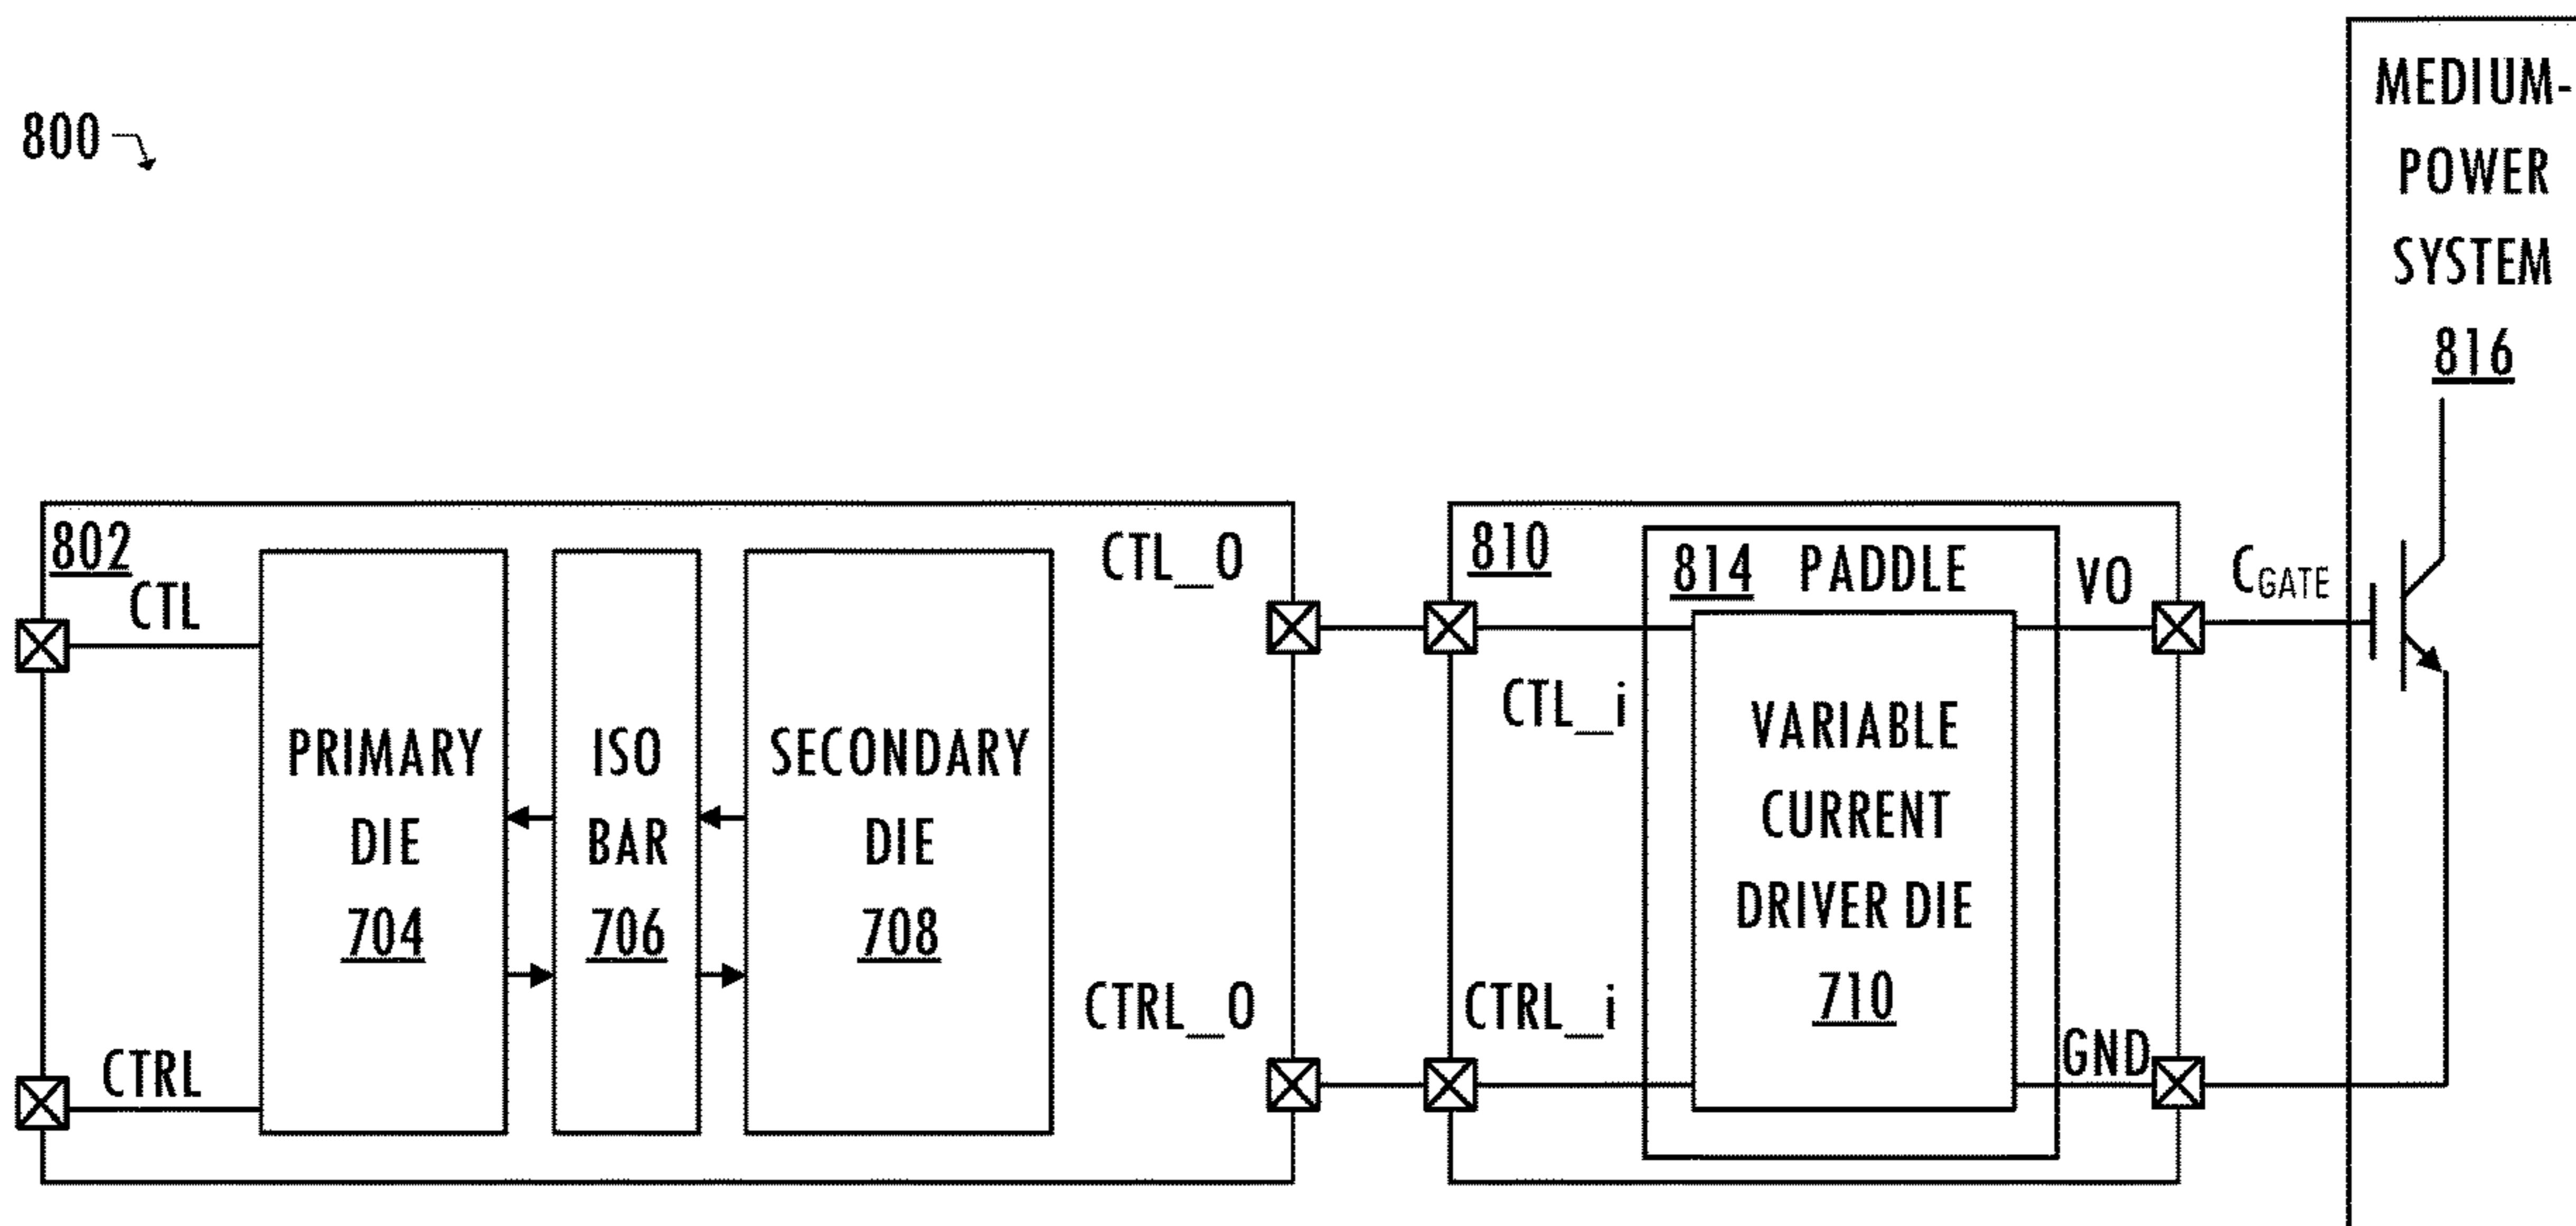 800
MEDIUM-
POWER
SYSTEM
816
802
CTL
CTRL
PRIMARY
DIE
704
ISO
BAR
706
SECONDARY
DIE
708
CTL_O
CTRL_O
810
CTL_i
CTRL_i
814 PADDLE
VARIABLE
CURRENT
DRIVER DIE
710
VO
GND
CGATE